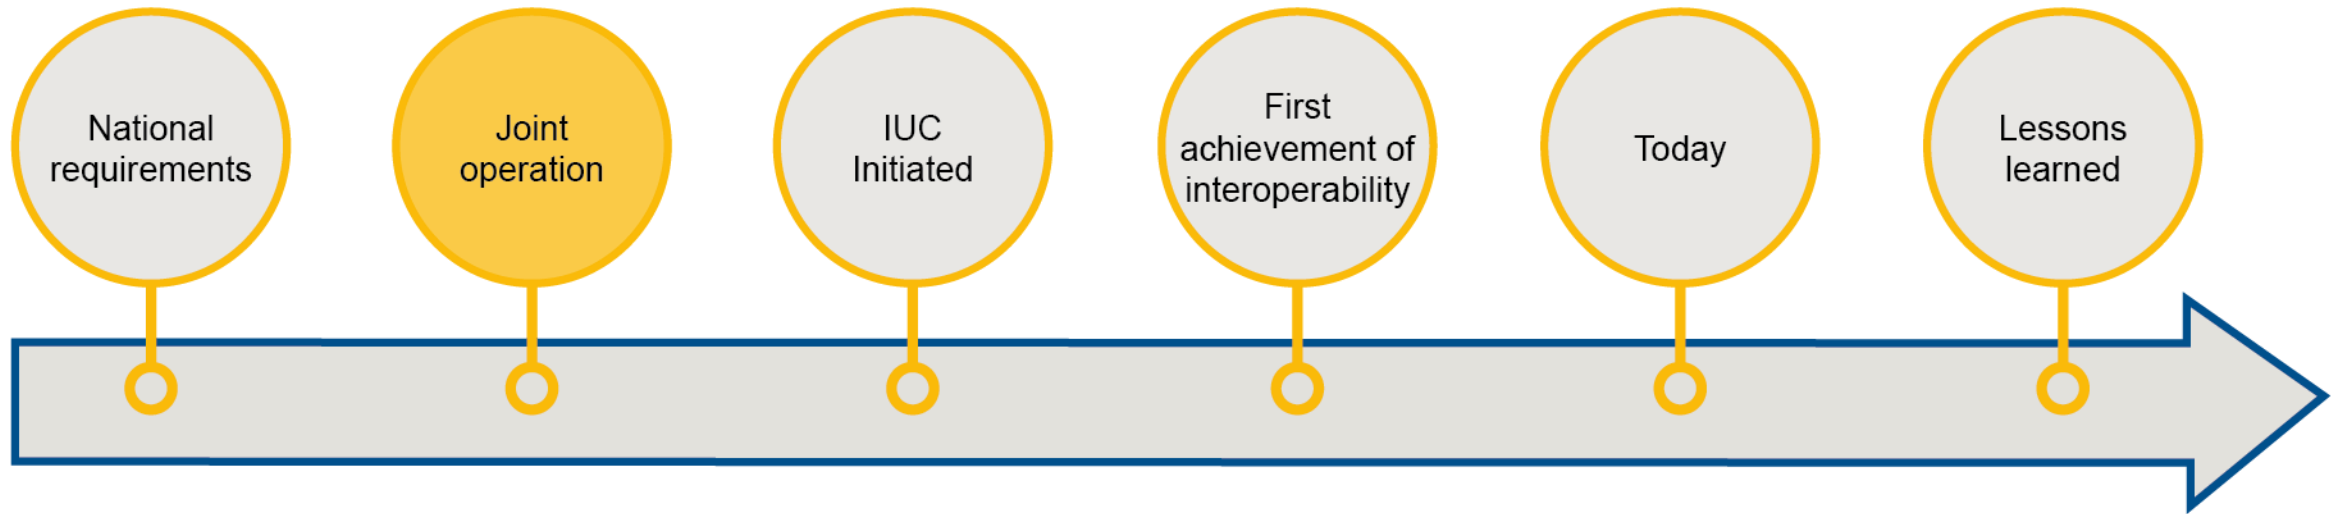 National
requirements
Joint
operation
IUC
Initiated
First
achievement of
interoperability
Today
Lessons
learned